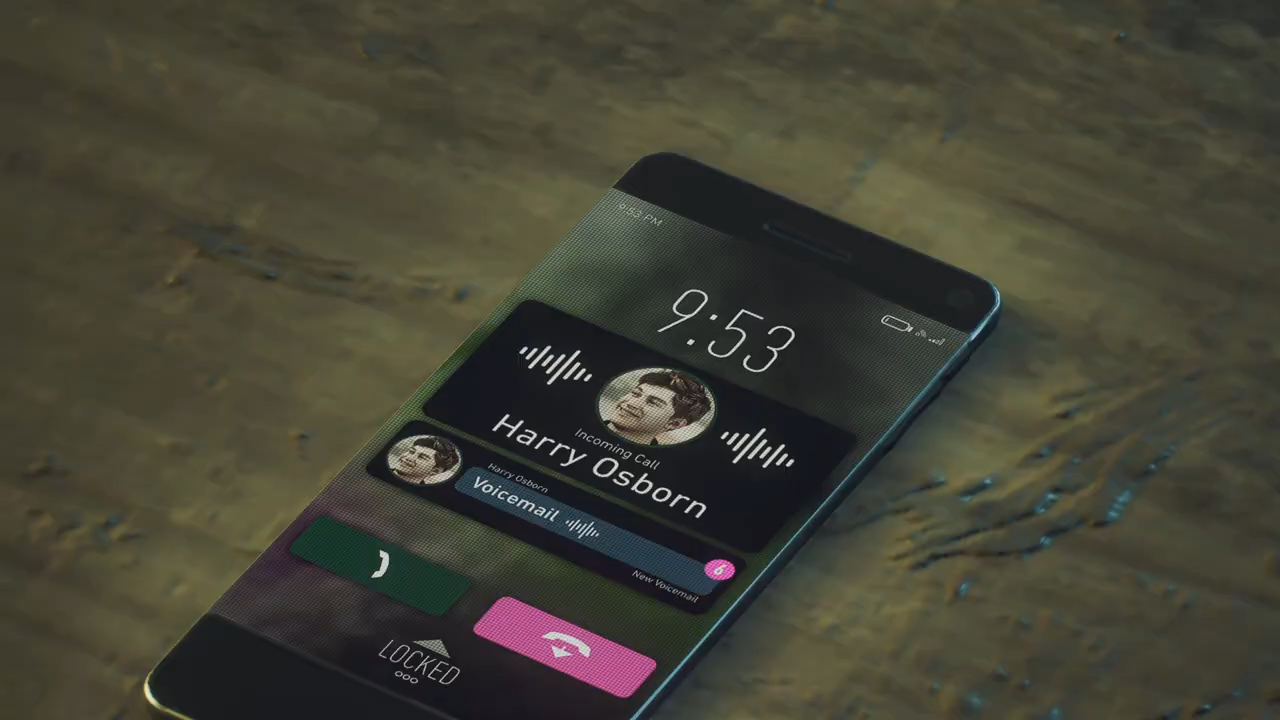 9:53 PM
9:53
Incoming Call
Harry Osborn
Harry Osborn
Voicemail
6
New Voicemail
LOCKED